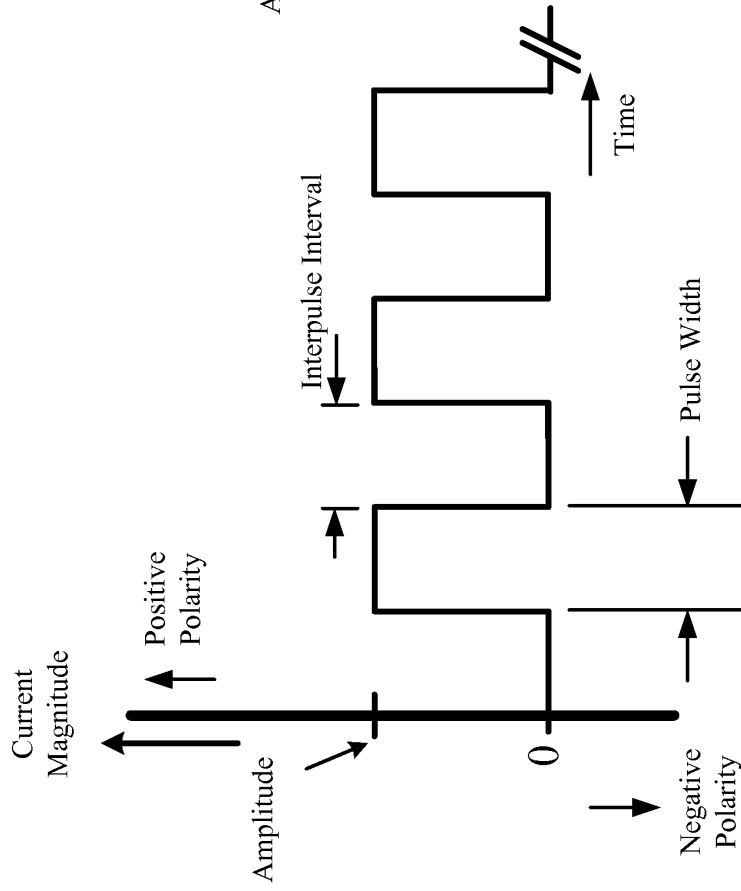 Current
Magnitude
Positive
Polarity
Amplitude
A
Interpulse Interval
0
Time
Negative
Polarity
Pulse Width